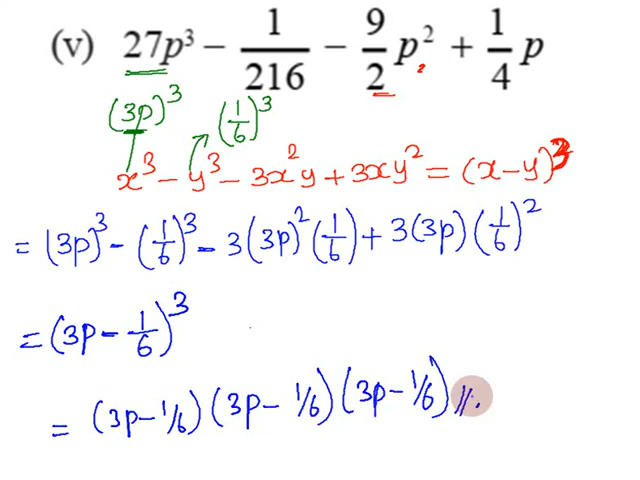 (v) 27p³ − 1/216 − 9/2 p² + 1/4 p
(3p)³ (1/6)³
x³ − y³ − 3x²y + 3xy² = (x−y)³
= (3p)³ − (1/6)³ − 3(3p)²(1/6) + 3(3p)(1/6)²
= (3p − 1/6)³
= (3p − 1/6)(3p − 1/6)(3p − 1/6) //.